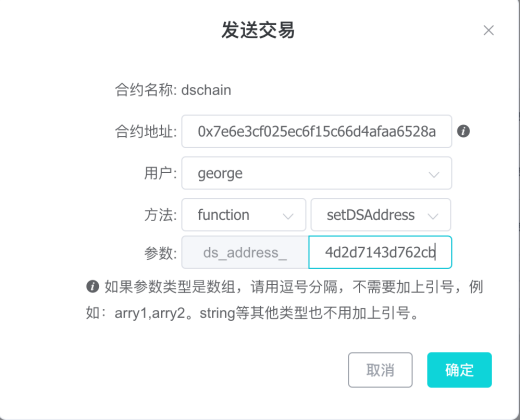 发送交易
合约名称: dschain
合约地址: 0x7e6e3cf025ec6f15c66d4afaa6528a
用户: george
方法: function setDSAddress
参数: ds_address_ 4d2d7143d762cb
如果参数类型是数组，请用逗号分隔，不需要加上引号，例
如：arry1,arry2。string等其他类型也不用加上引号。
取消 确定